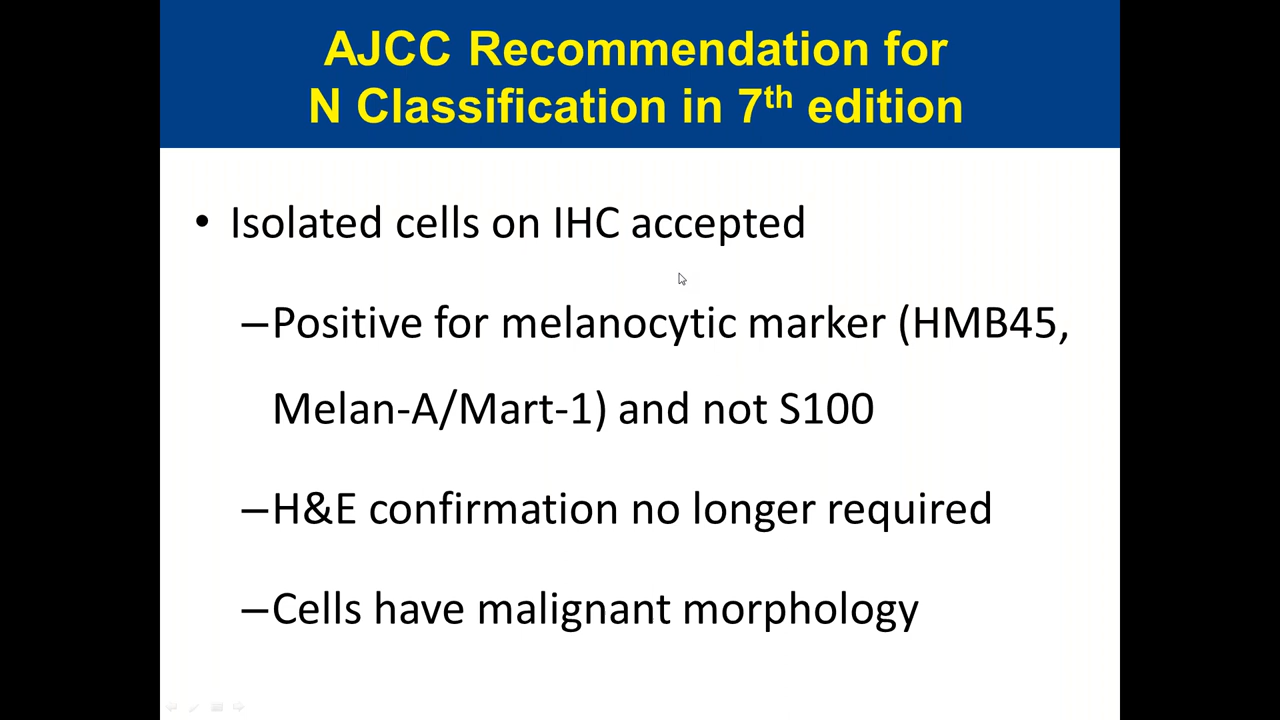 AJCC Recommendation for
N Classification in 7th edition
• Isolated cells on IHC accepted
–Positive for melanocytic marker (HMB45,
Melan-A/Mart-1) and not S100
–H&E confirmation no longer required
–Cells have malignant morphology